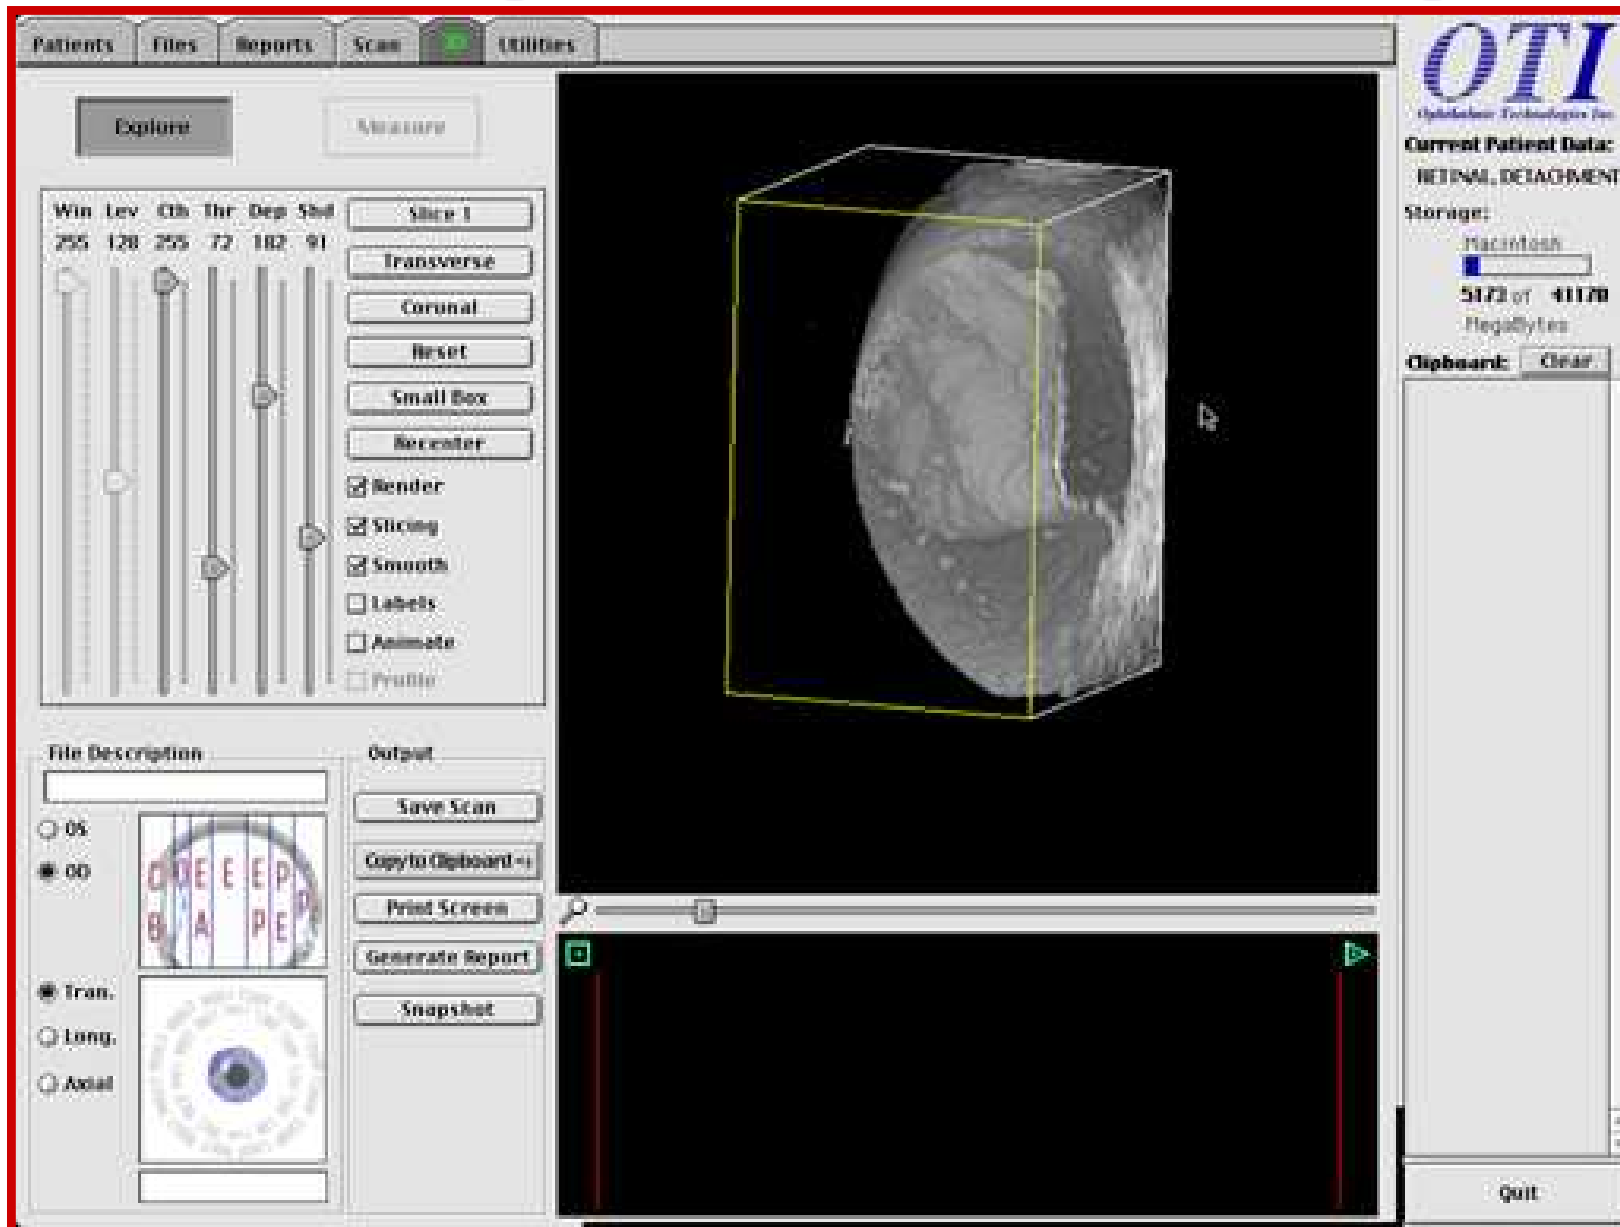 Patients Files Reports Scan 3D Utilities
OTI
Ophthalmic Technologies Inc.
Explore Measure
Current Patient Data:
RETINAL, DETACHMENT
Win Lev Cth Thr Dep Shd
255 128 255 72 182 91
Slice 1
Transverse
Coronal
Reset
Small Box
Recenter
Render
Slicing
Smooth
Labels
Animate
Profile
Storage:
Macintosh
5173 of 41170
MegaBytes
Clipboard: Clear
File Description
OS
OD
O O E E E P P
B A P E
Tran.
Long.
Axial
Output
Save Scan
Copy to Clipboard
Print Screen
Generate Report
Snapshot
Quit